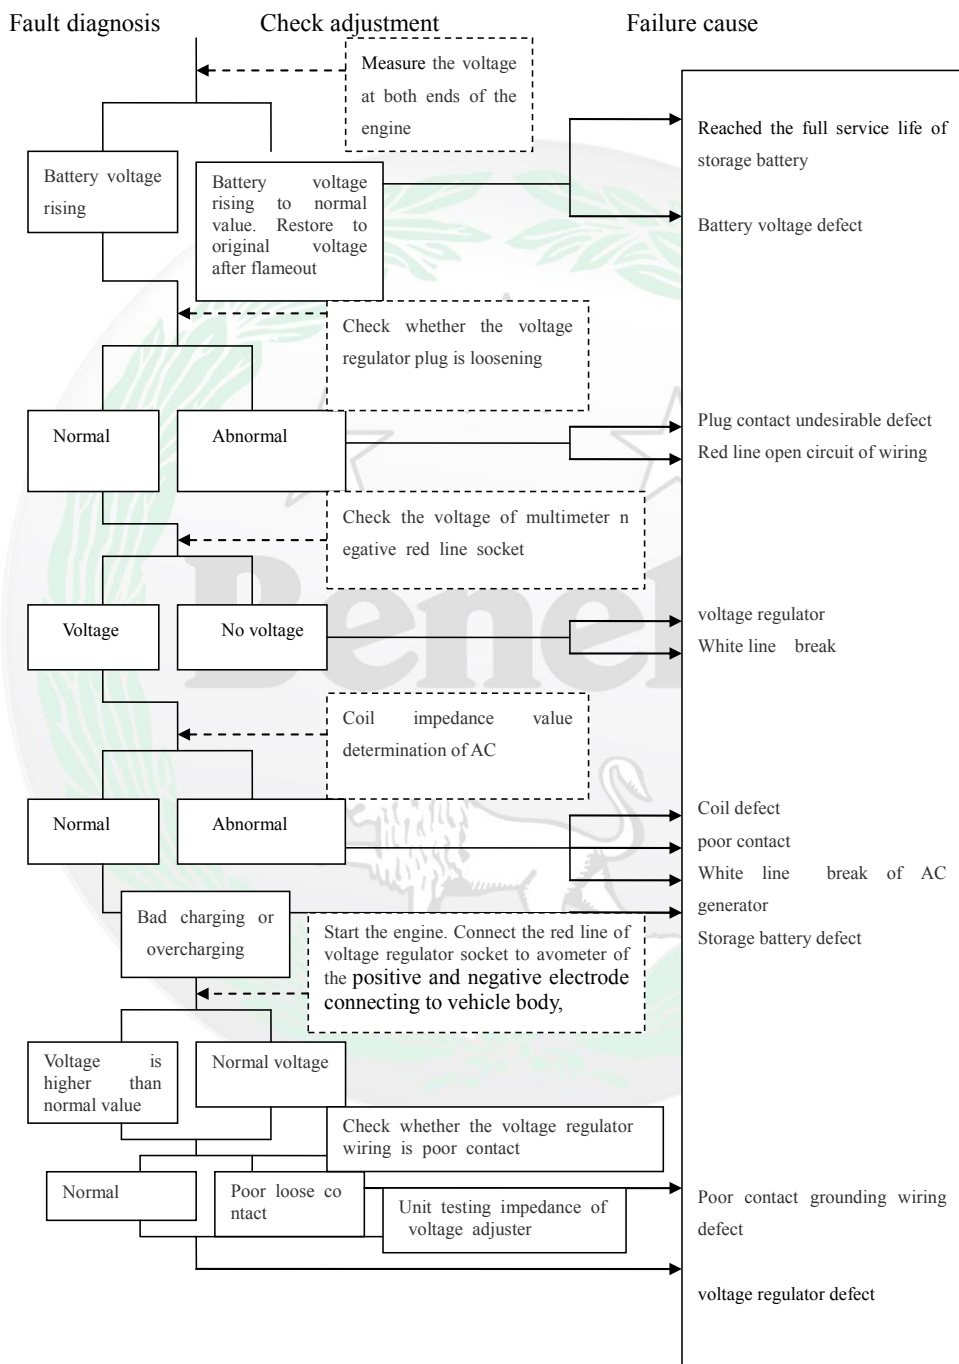 Fault diagnosis
Check adjustment
Failure cause
Measure the voltage
at both ends of the
engine
Reached the full service life of
storage battery
Battery voltage
rising
Battery voltage
rising to normal
value. Restore to
original voltage
after flameout
Battery voltage defect
Check whether the voltage
regulator plug is loosening
Normal
Abnormal
Plug contact undesirable defect
Red line open circuit of wiring
Check the voltage of multimeter n
egative red line socket
Voltage
No voltage
voltage regulator
White line break
Benel
Coil impedance value
determination of AC
Normal
Abnormal
Coil defect
poor contact
White line break of AC
generator
Storage battery defect
Bad charging or
overcharging
Start the engine. Connect the red line of
voltage regulator socket to avometer of
the positive and negative electrode
connecting to vehicle body,
Voltage is
higher than
normal value
Normal voltage
Check whether the voltage regulator
wiring is poor contact
Normal
Poor loose co
ntact
Unit testing impedance of
voltage adjuster
Poor contact grounding wiring
defect
voltage regulator defect